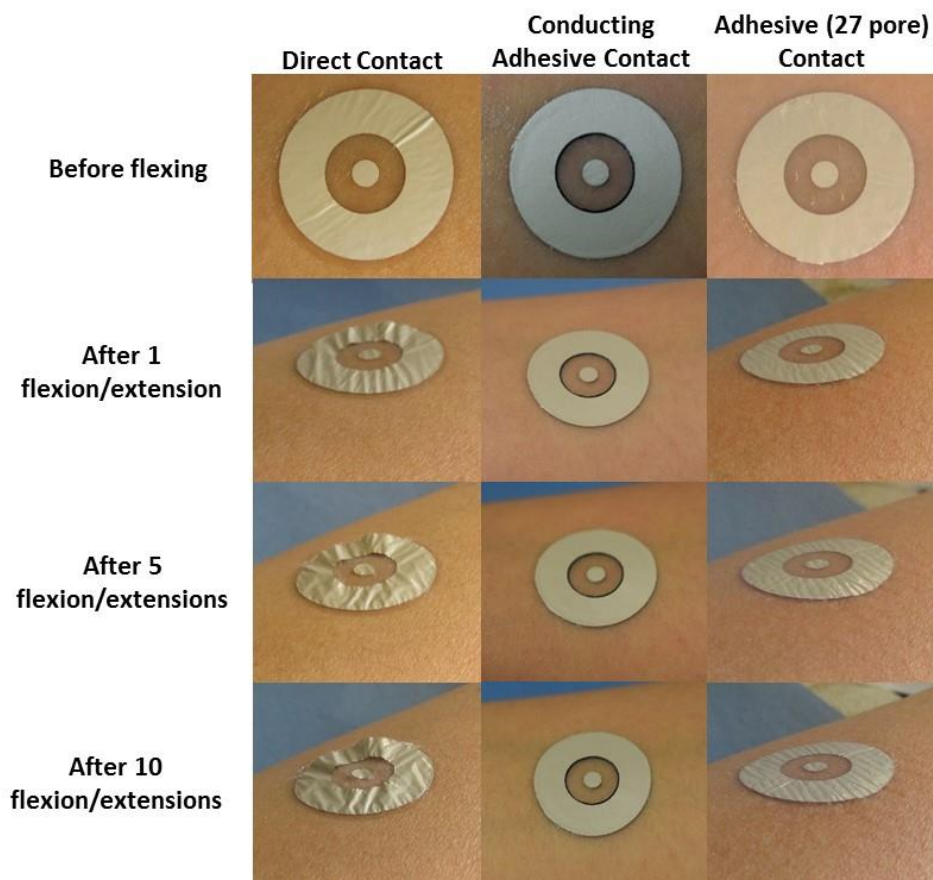 Direct Contact
Conducting
Adhesive Contact
Adhesive (27 pore)
Contact
Before flexing
After 1
flexion/extension
After 5
flexion/extensions
After 10
flexion/extensions